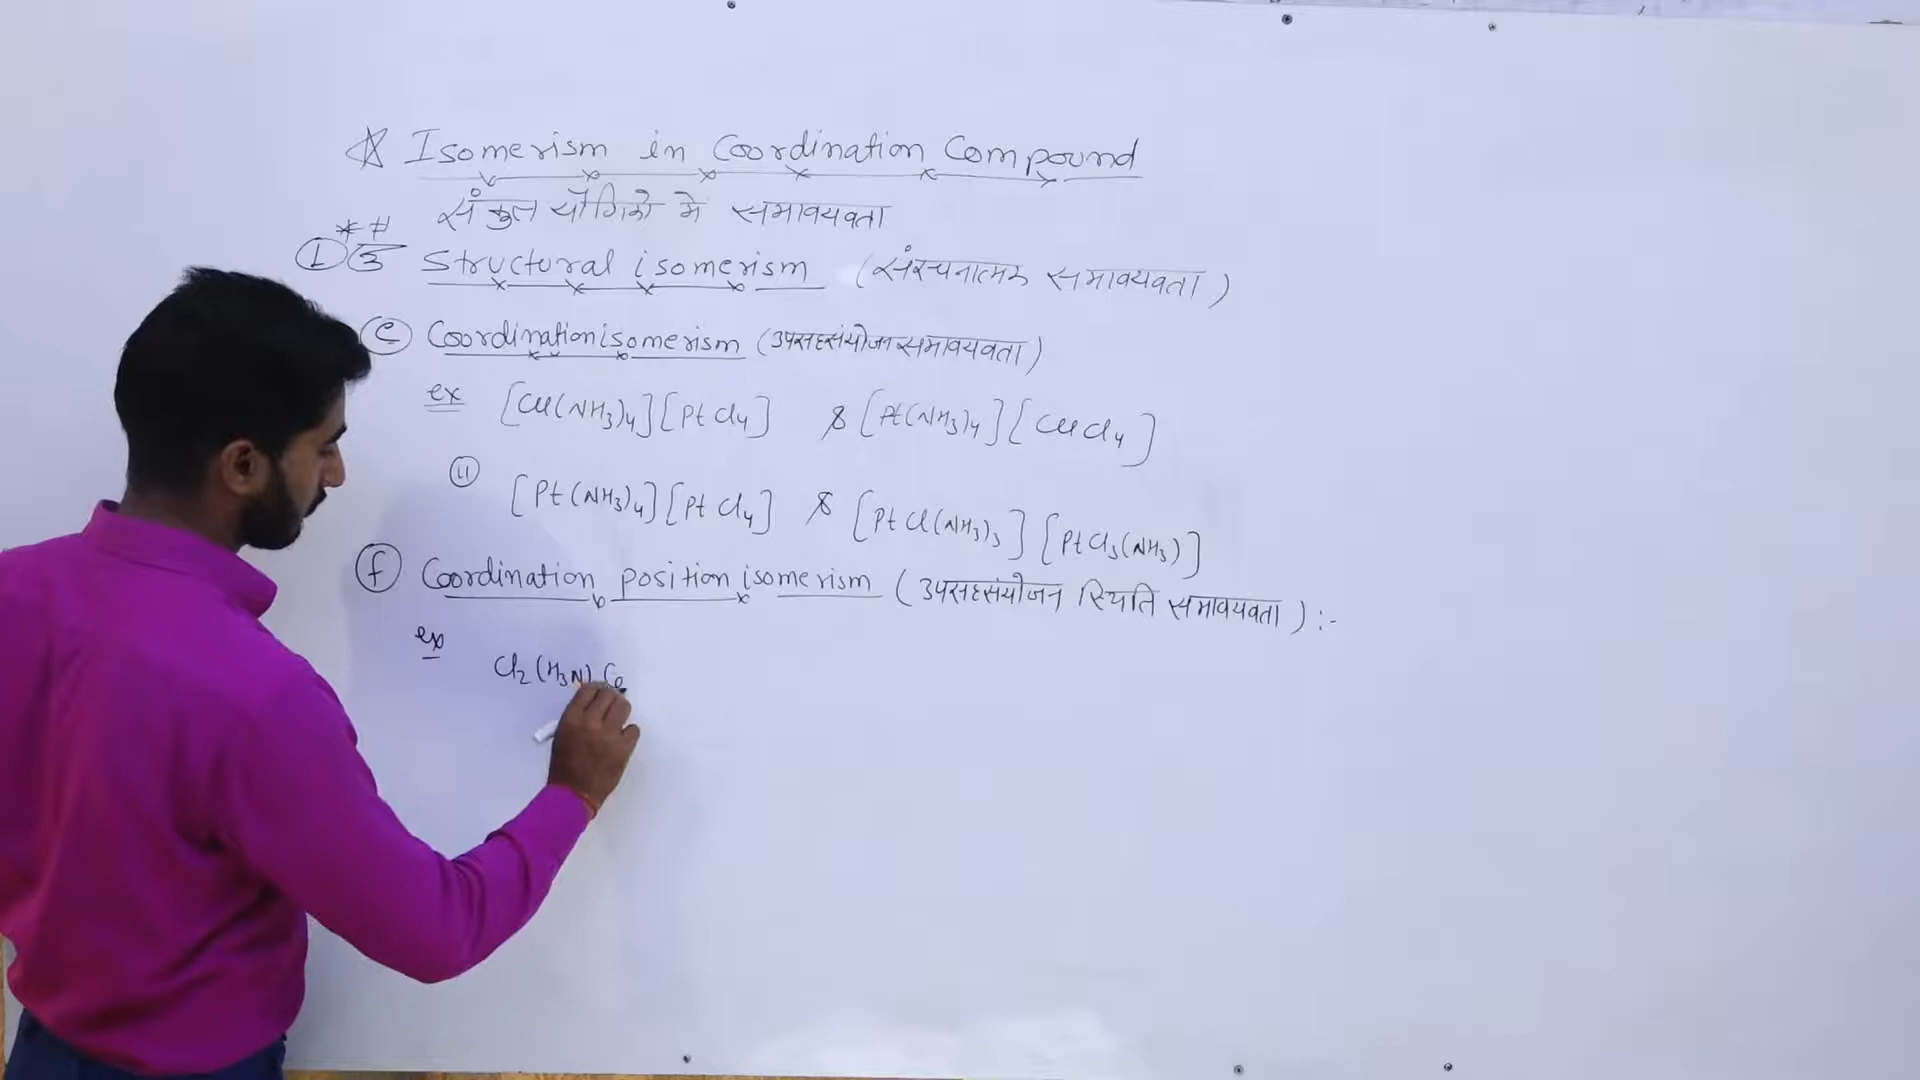 Isomerism in Coordination Compound
संकुल यौगिको में समावयवता
* #
① Structural isomerism (संरचनात्मक समावयवता)
ⓔ Coordination isomerism (उपसहसंयोजन समावयवता)
ex [Cu(NH₃)₄][PtCl₄] & [Pt(NH₃)₄][CuCl₄]
ⓘⓘ [Pt(NH₃)₄][PtCl₄] & [PtCl(NH₃)₃][PtCl₃(NH₃)]
ⓕ Coordination position isomerism (उपसहसंयोजन स्थिति समावयवता) :-
ex Cl₂(H₃N) Co